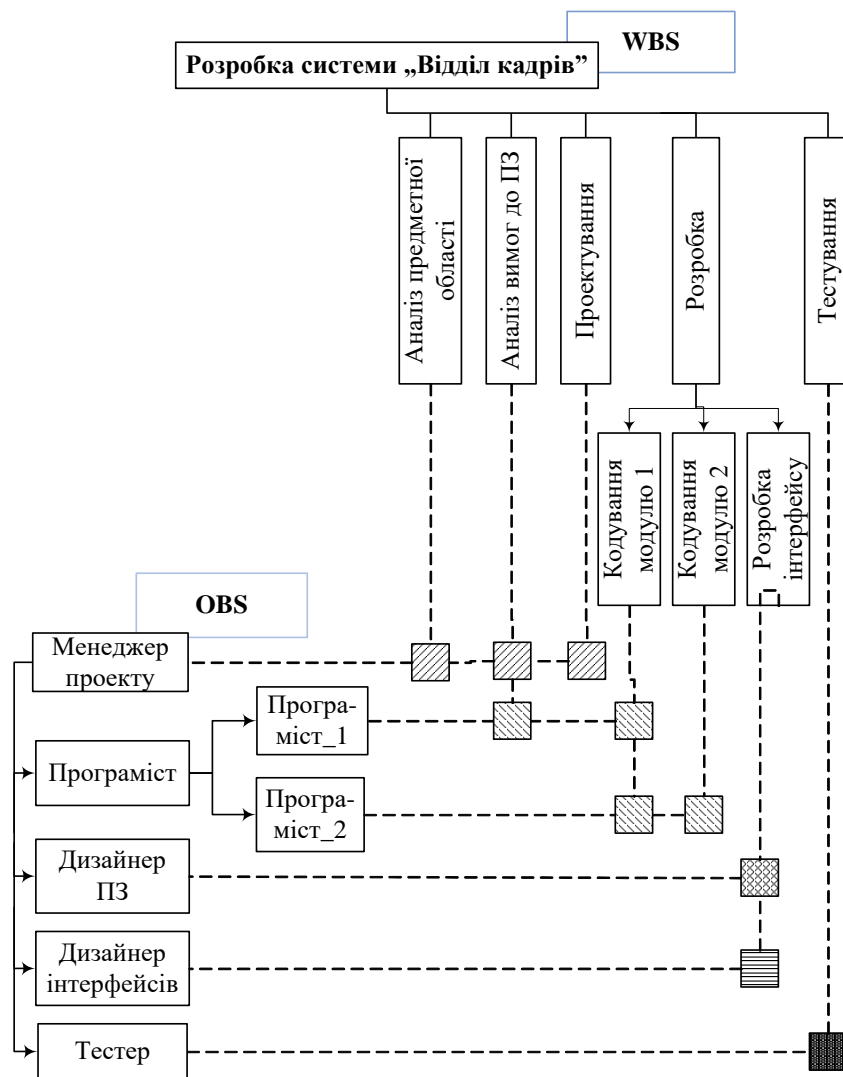 WBS
Розробка системи „Відділ кадрів”
Аналіз предметної
області
Аналіз вимог до ПЗ
Проектування
Розробка
Тестування
Кодування
модулю 1
Кодування
модулю 2
Розробка
інтерфейсу
OBS
Менеджер
проекту
Програ-
міст_1
Програміст
Програ-
міст_2
Дизайнер
ПЗ
Дизайнер
інтерфейсів
Тестер